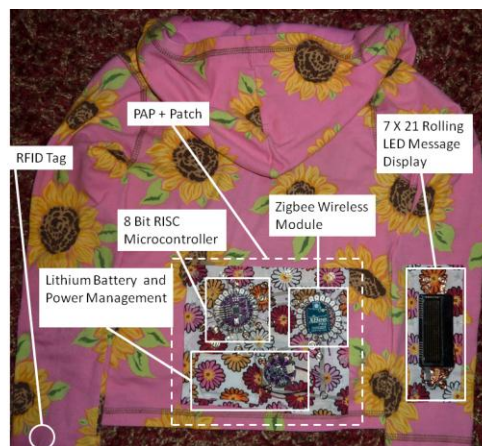 PAP + Patch
7 X 21 Rolling
LED Message
Display
RFID Tag
8 Bit RISC
Microcontroller
Zigbee Wireless
Module
Lithium Battery and
Power Management
XBee